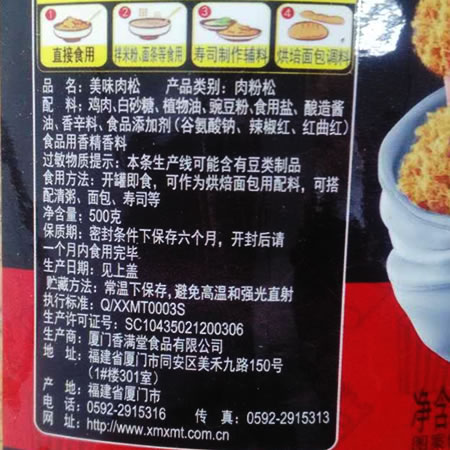 1 2 3 4
直接食用 拌米粉、面条等食用 寿司制作辅料 烘焙面包调料
品 名：美味肉松 产品类别：肉粉松
配 料：鸡肉、白砂糖、植物油、豌豆粉、食用盐、酿造酱
油、香辛料、食品添加剂（谷氨酸钠、辣椒红、红曲红）
食品用香精香料
过敏物质提示：本条生产线可能含有豆类制品
食用方法：开罐即食，可作为烘焙面包用配料，可搭
配清粥、面包、寿司等
净含量：500克
保质期：密封条件下保存六个月，开封后请
一个月内食用完毕
生产日期：见上盖
贮藏方法：常温下保存，避免高温和强光直射
执行标准：Q/XXMT0003S
生产许可证号：SC10435021200306
生产商：厦门香满堂食品有限公司
地 址：福建省厦门市同安区美禾九路150号
（1#楼301室）
产 地：福建省厦门市
电 话：0592-2915316 传 真：0592-2915313
网 址：http://www.xmxmt.com.cn
净含